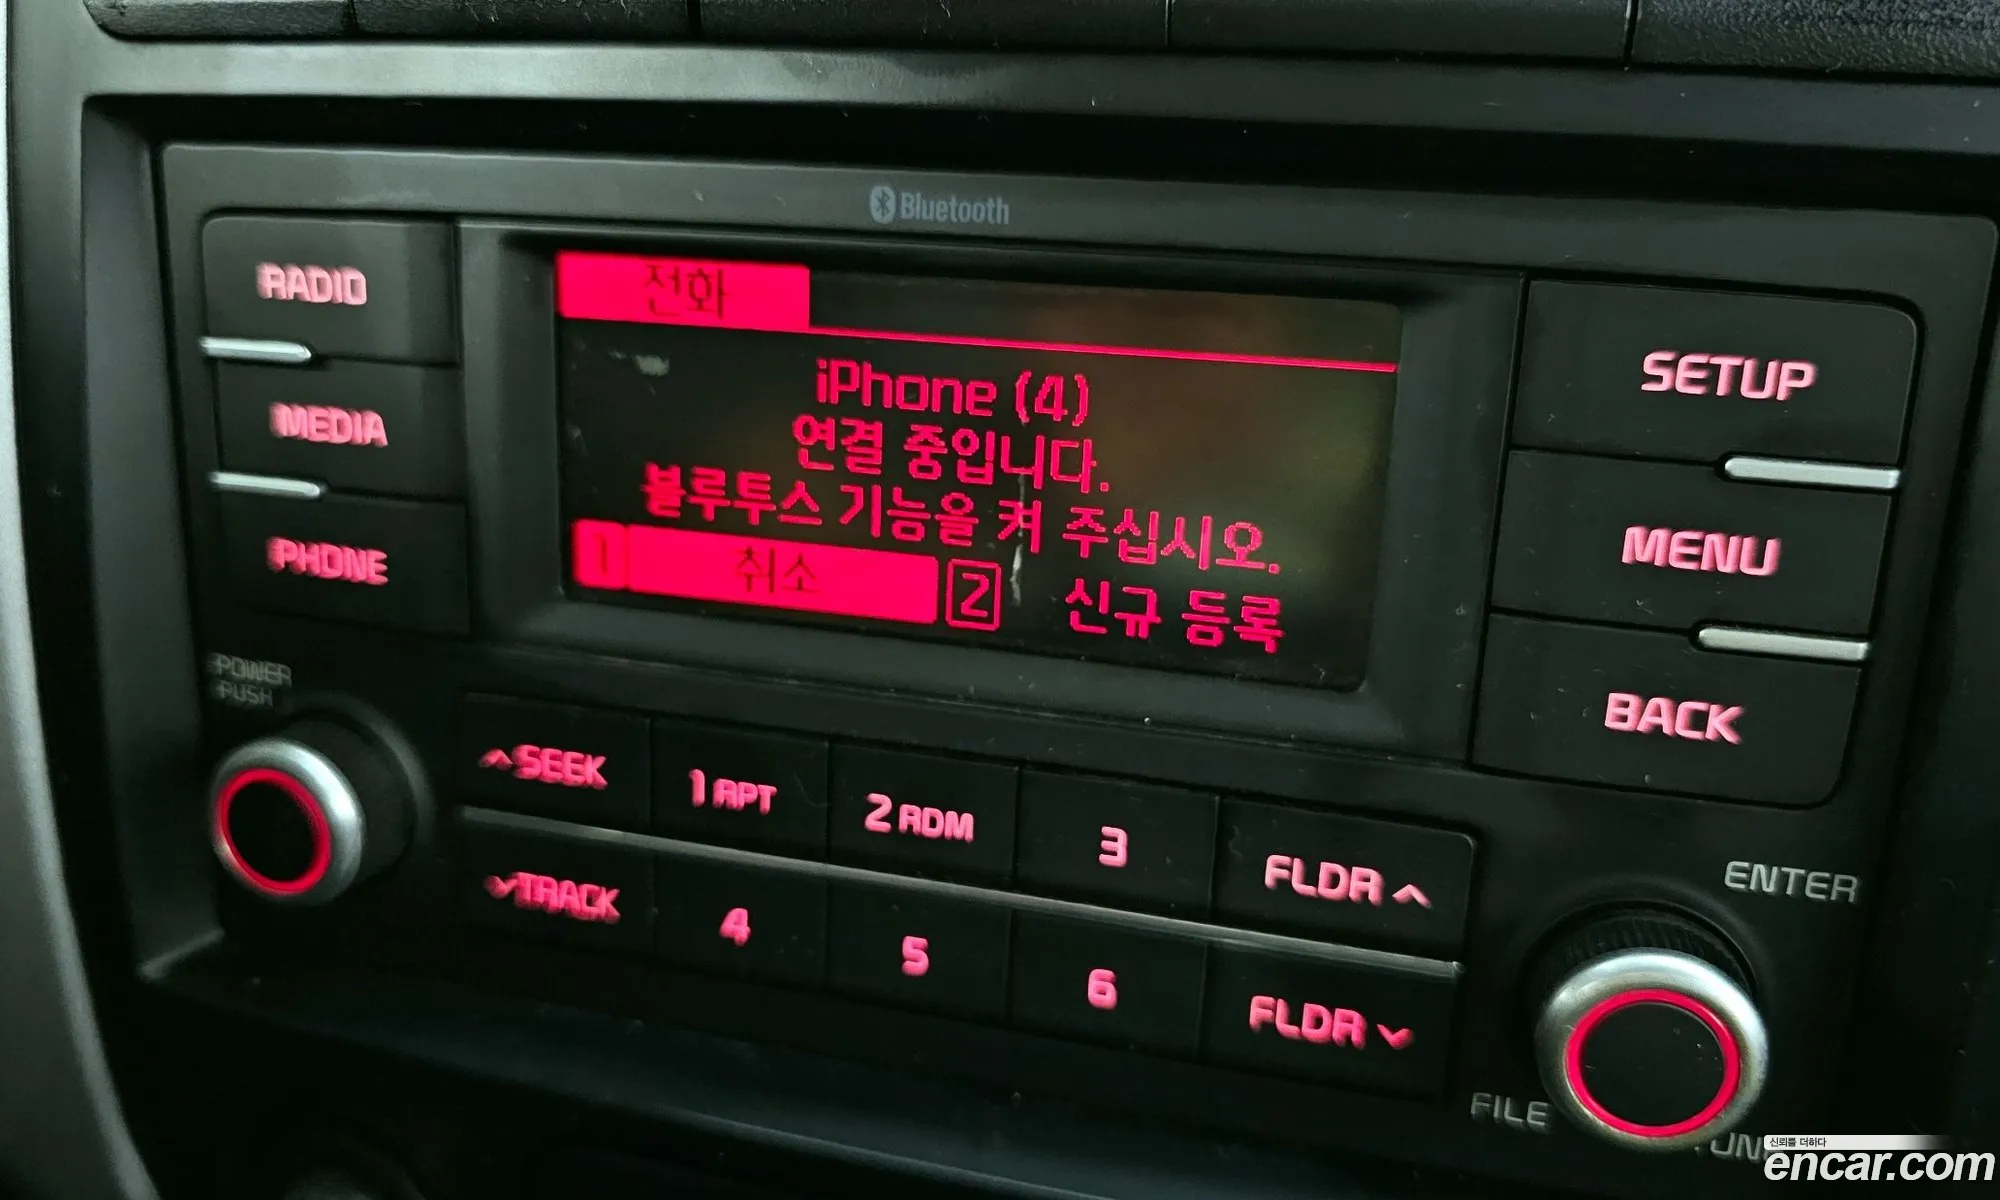 Bluetooth
RADIO
MEDIA
PHONE
전화
iPhone (4)
연결 중입니다.
블루투스 기능을 켜 주십시오.
1 취소 2 신규 등록
SETUP
MENU
BACK
POWER
PUSH
^ SEEK
1 RPT
2 RDM
3
FLDR ^
∨ TRACK
4
5
6
FLDR ∨
ENTER
FILE
신뢰를 더하다
encar.com